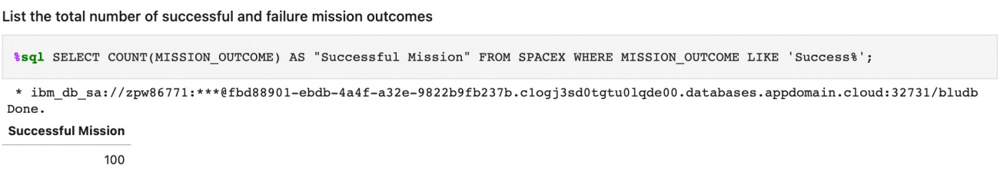 List the total number of successful and failure mission outcomes
%sql SELECT COUNT(MISSION_OUTCOME) AS "Successful Mission" FROM SPACEX WHERE MISSION_OUTCOME LIKE 'Success%';
* ibm_db_sa://zpw86771:***@fbd88901-ebdb-4a4f-a32e-9822b9fb237b.c1ogj3sd0tgtu0lqde00.databases.appdomain.cloud:32731/bludb
Done.
Successful Mission
100